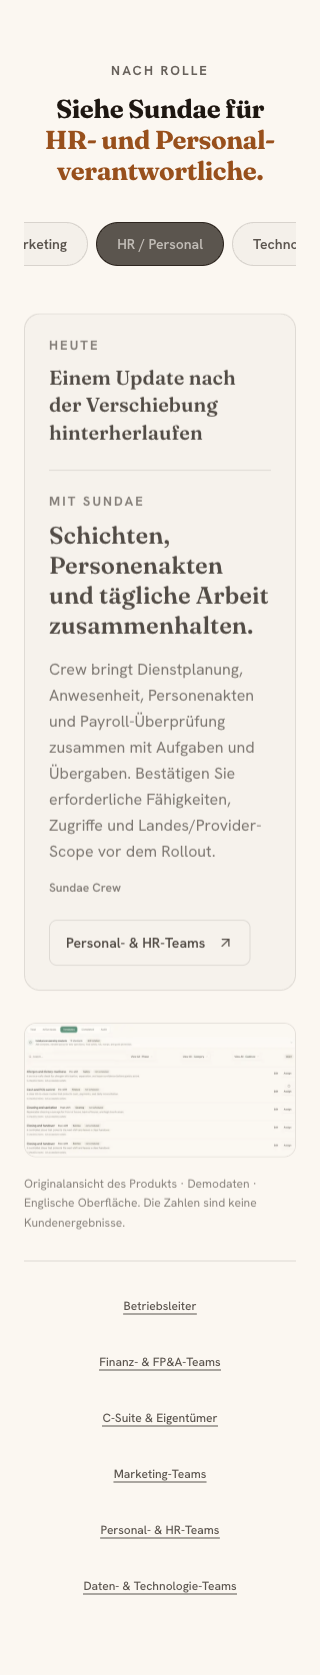 NACH ROLLE
Siehe Sundae für
HR- und Personal-
verantwortliche.
rketing
HR / Personal
Techno
HEUTE
Einem Update nach
der Verschiebung
hinterherlaufen
MIT SUNDAE
Schichten,
Personenakten
und tägliche Arbeit
zusammenhalten.
Crew bringt Dienstplanung,
Anwesenheit, Personenakten
und Payroll-Überprüfung
zusammen mit Aufgaben und
Übergaben. Bestätigen Sie
erforderliche Fähigkeiten,
Zugriffe und Landes/Provider-
Scope vor dem Rollout.
Sundae Crew
Personal- & HR-Teams
Originalansicht des Produkts · Demodaten ·
Englische Oberfläche. Die Zahlen sind keine
Kundenergebnisse.
Betriebsleiter
Finanz- & FP&A-Teams
C-Suite & Eigentümer
Marketing-Teams
Personal- & HR-Teams
Daten- & Technologie-Teams